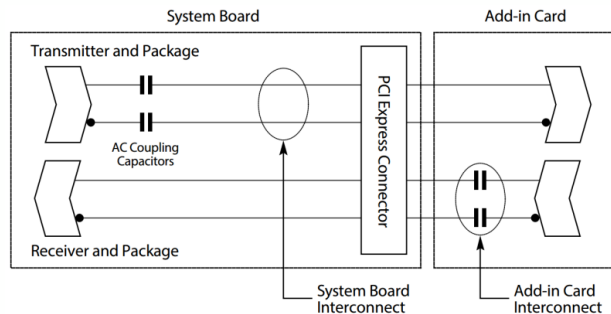 System Board
Add-in Card
Transmitter and Package
PCI Express Connector
AC Coupling
Capacitors
Receiver and Package
System Board
Interconnect
Add-in Card
Interconnect